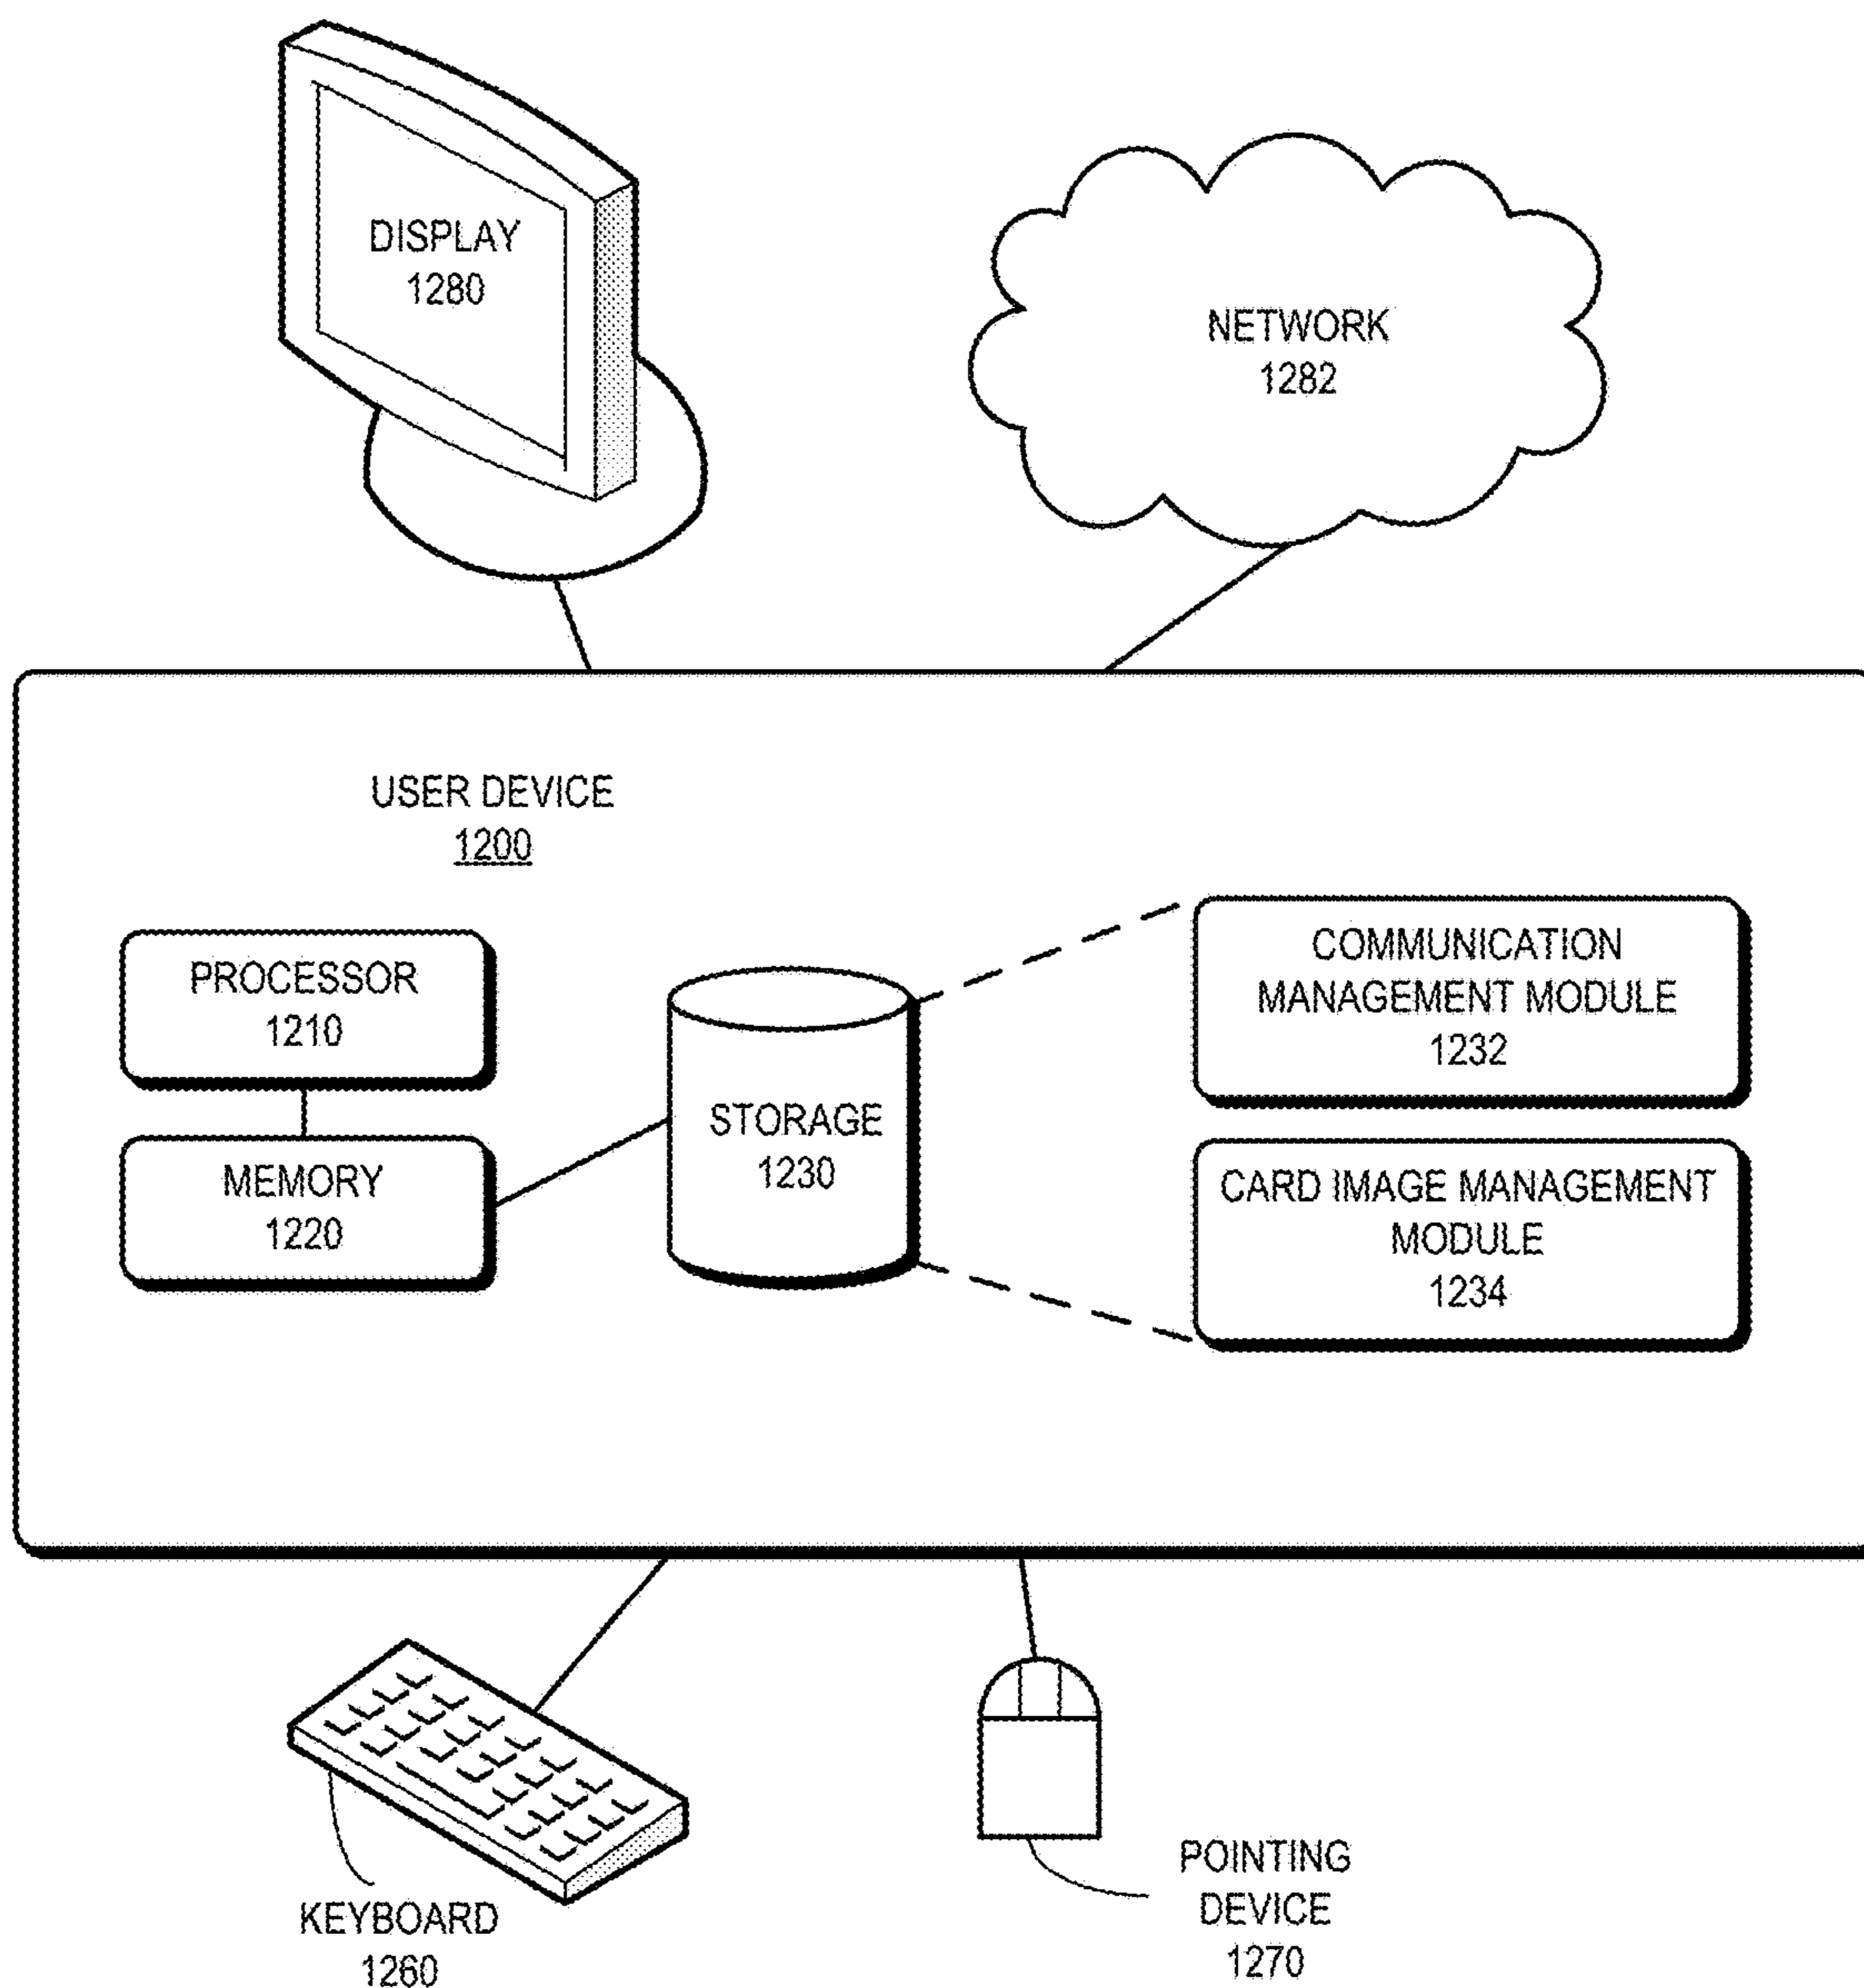 DISPLAY
1280
NETWORK
1282
USER DEVICE
1200
PROCESSOR
1210
MEMORY
1220
STORAGE
1230
COMMUNICATION
MANAGEMENT MODULE
1232
CARD IMAGE MANAGEMENT
MODULE
1234
KEYBOARD
1260
POINTING
DEVICE
1270